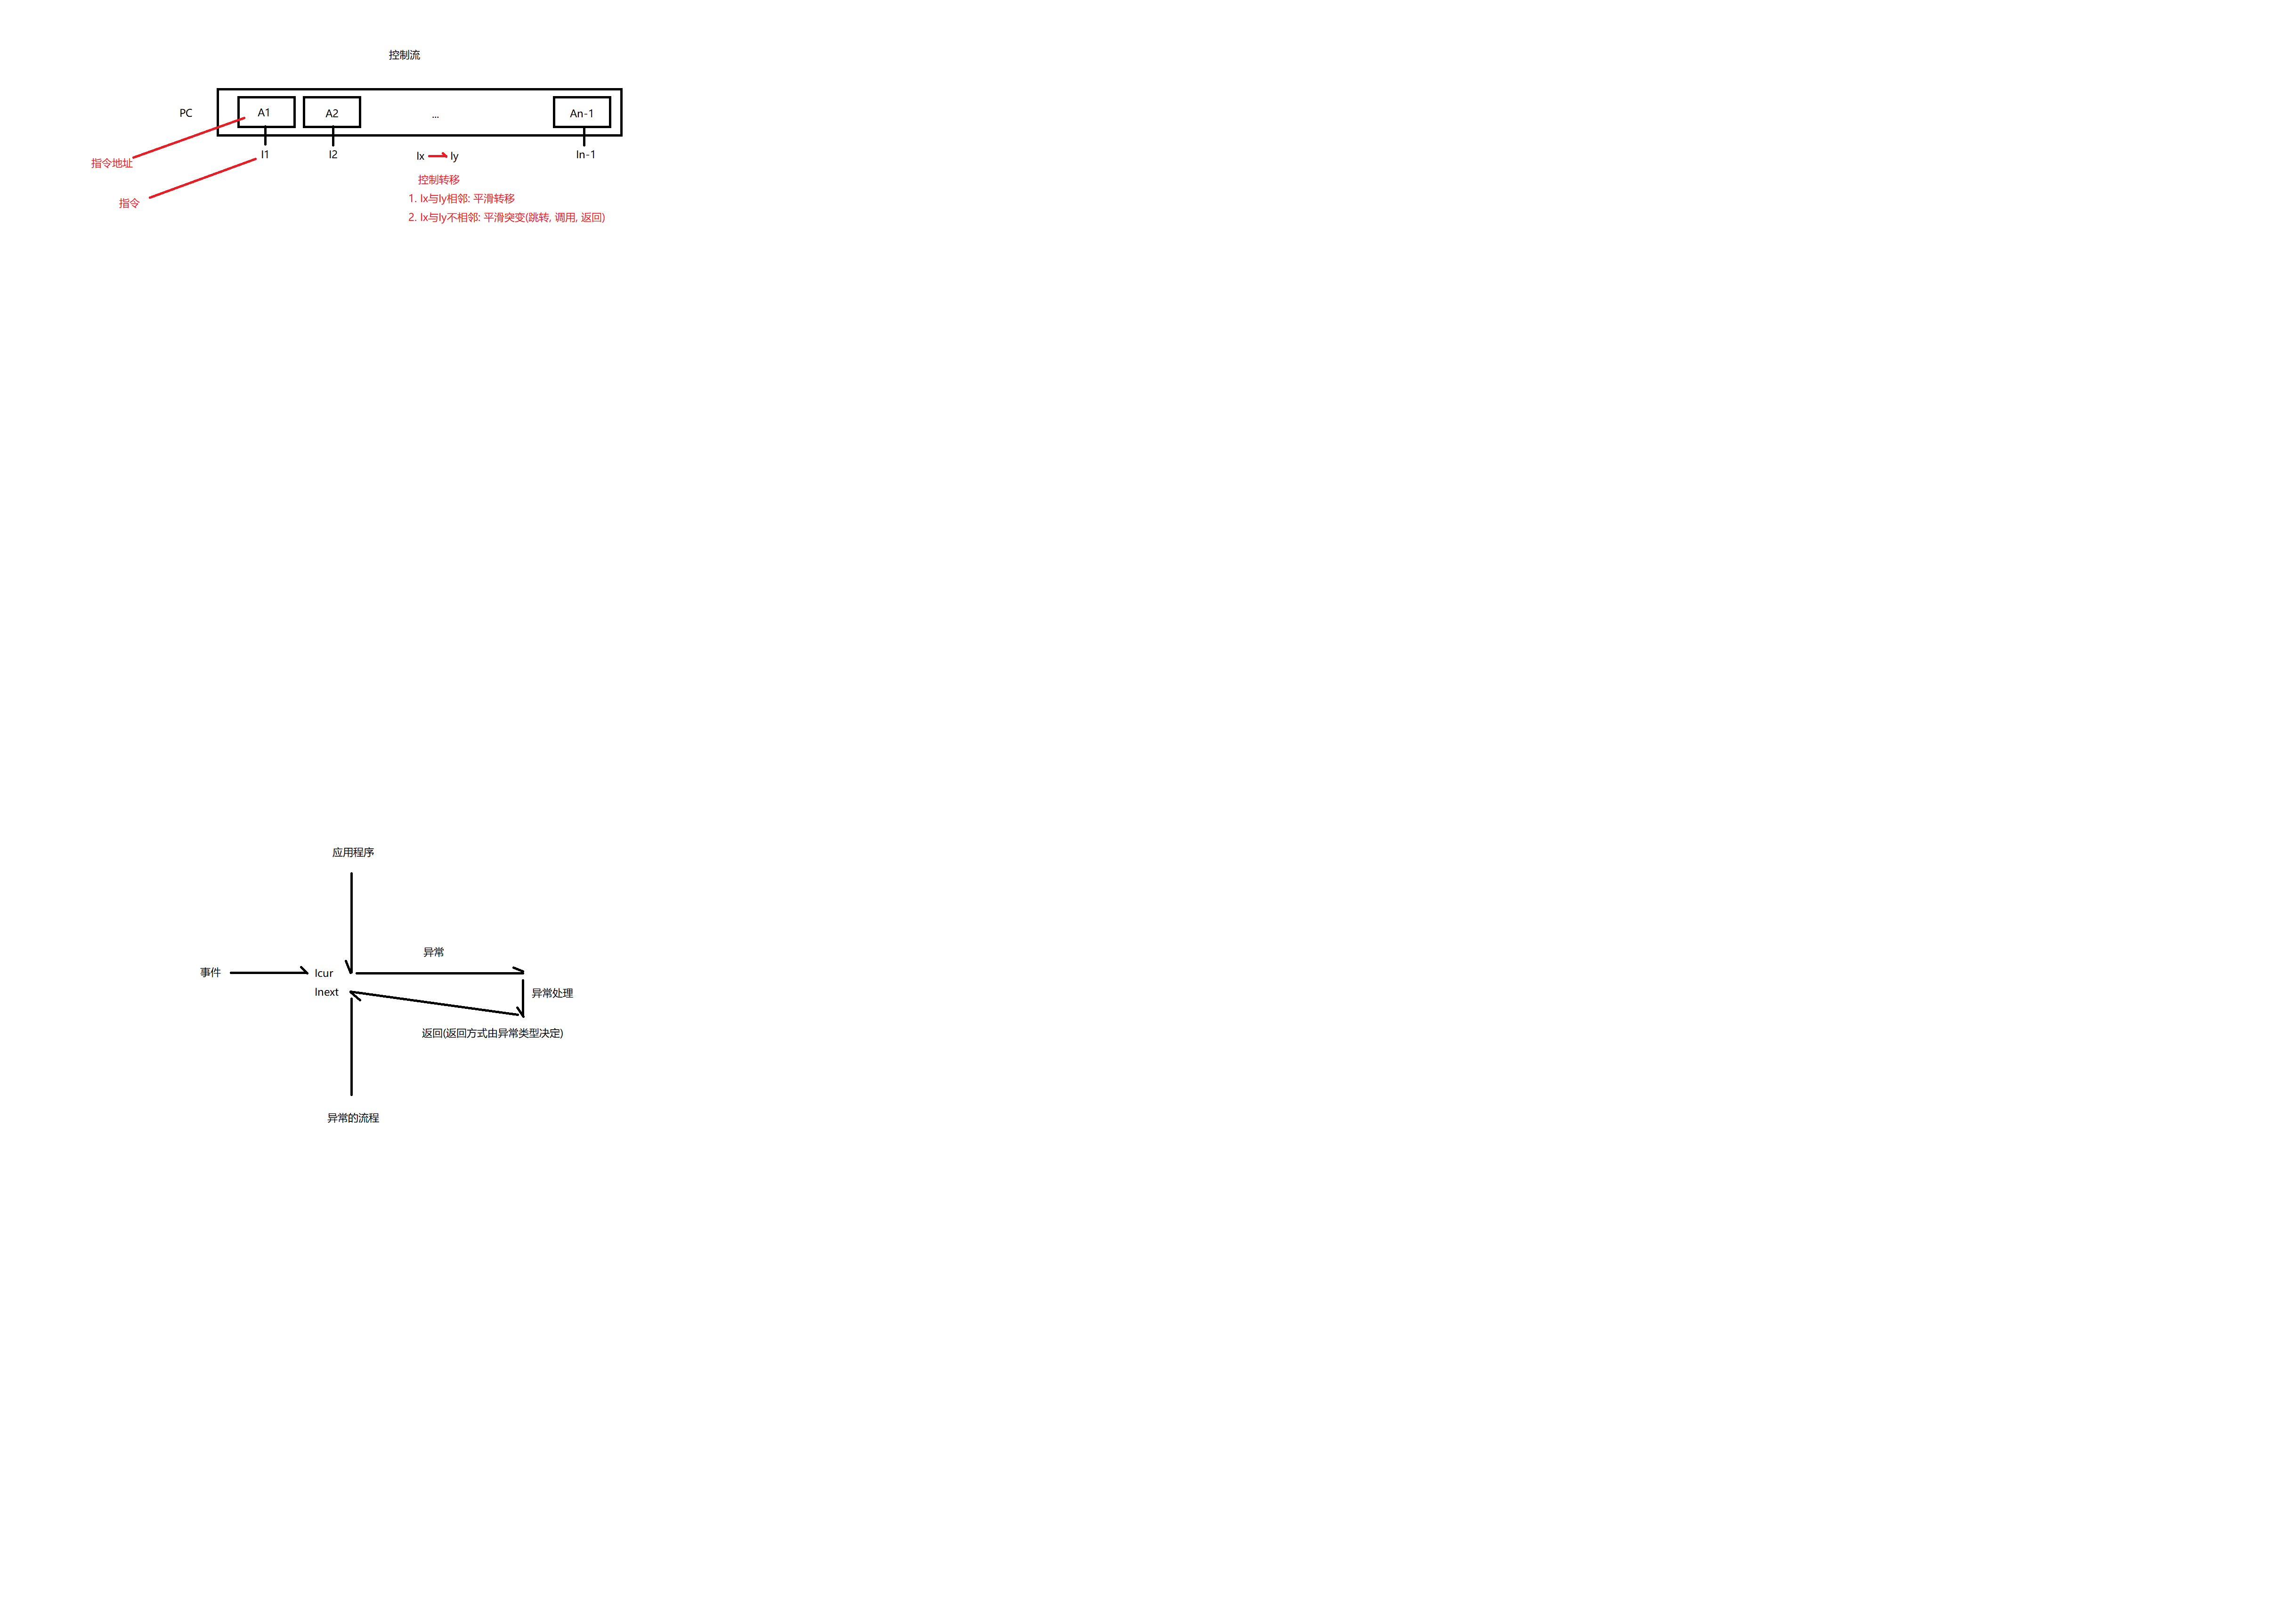 控制流
PC
A1
A2
...
An-1
I1
I2
Ix
Iy
In-1
指令地址
指令
控制转移
1. Ix与Iy相邻: 平滑转移
2. Ix与Iy不相邻: 平滑突变(跳转, 调用, 返回)
应用程序
异常
事件
Icur
Inext
异常处理
返回(返回方式由异常类型决定)
异常的流程